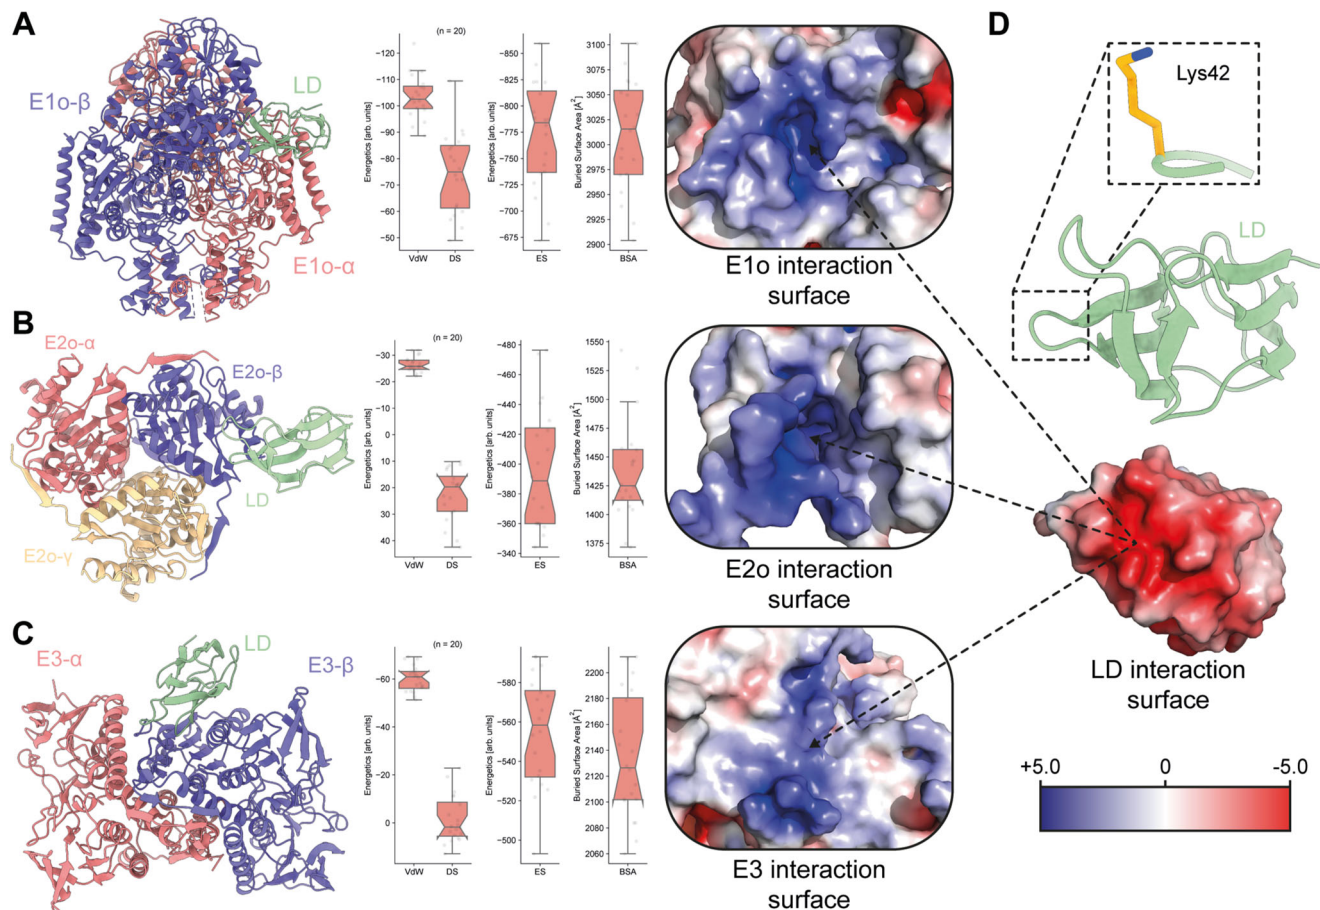 A
E1o-β
LD
E1o-α
(n = 20)
Energetics [arb. units]
−120
−110
−100
−90
−80
−70
−60
−50
VdW
DS
Energetics [arb. units]
−850
−825
−800
−775
−750
−725
−700
−675
ES
Buried Surface Area [Å²]
3100
3075
3050
3025
3000
2975
2950
2925
2900
BSA
E1o interaction
surface
B
E2o-α
E2o-β
LD
E2o-γ
(n = 20)
Energetics [arb. units]
−30
−20
−10
0
10
20
30
40
VdW
DS
Energetics [arb. units]
−480
−460
−440
−420
−400
−380
−360
−340
ES
Buried Surface Area [Å²]
1550
1525
1500
1475
1450
1425
1400
1375
BSA
E2o interaction
surface
C
E3-α
LD
E3-β
(n = 20)
Energetics [arb. units]
−60
−40
−20
0
VdW
DS
Energetics [arb. units]
−580
−560
−540
−520
−500
ES
Buried Surface Area [Å²]
2200
2180
2160
2140
2120
2100
2080
2060
BSA
E3 interaction
surface
D
Lys42
LD
LD interaction
surface
+5.0
0
-5.0